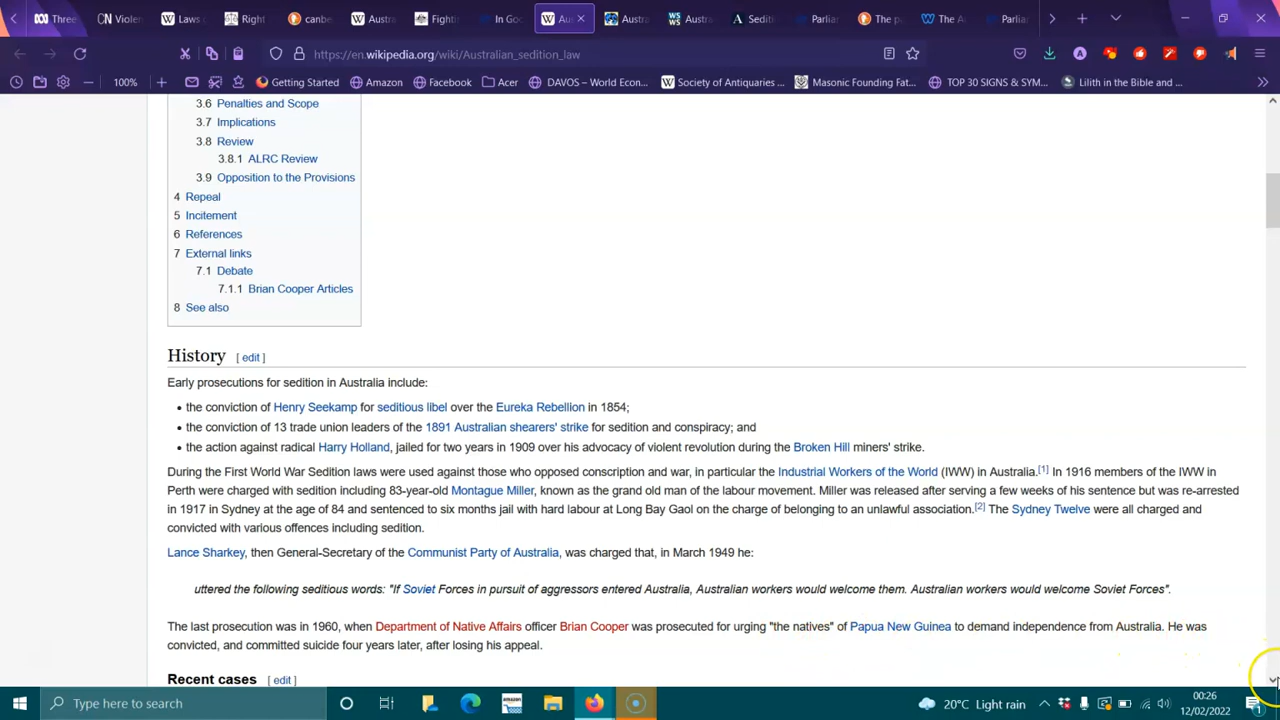 Three
Violen
Laws o
Right
canbe
Austra
Fightin
In Goo
Au
Austra
Austra
Sediti
Parlian
The p
The A
Parlian
https://en.wikipedia.org/wiki/Australian_sedition_law
100%
Getting Started
Amazon
Facebook
Acer
DAVOS – World Econ...
Society of Antiquaries ...
Masonic Founding Fat...
TOP 30 SIGNS & SYM...
Lilith in the Bible and ...
3.6 Penalties and Scope
3.7 Implications
3.8 Review
3.8.1 ALRC Review
3.9 Opposition to the Provisions
4 Repeal
5 Incitement
6 References
7 External links
7.1 Debate
7.1.1 Brian Cooper Articles
8 See also
History [ edit ]
Early prosecutions for sedition in Australia include:
• the conviction of Henry Seekamp for seditious libel over the Eureka Rebellion in 1854;
• the conviction of 13 trade union leaders of the 1891 Australian shearers' strike for sedition and conspiracy; and
• the action against radical Harry Holland, jailed for two years in 1909 over his advocacy of violent revolution during the Broken Hill miners' strike.
During the First World War Sedition laws were used against those who opposed conscription and war, in particular the Industrial Workers of the World (IWW) in Australia.[1] In 1916 members of the IWW in
Perth were charged with sedition including 83-year-old Montague Miller, known as the grand old man of the labour movement. Miller was released after serving a few weeks of his sentence but was re-arrested
in 1917 in Sydney at the age of 84 and sentenced to six months jail with hard labour at Long Bay Gaol on the charge of belonging to an unlawful association.[2] The Sydney Twelve were all charged and
convicted with various offences including sedition.
Lance Sharkey, then General-Secretary of the Communist Party of Australia, was charged that, in March 1949 he:
uttered the following seditious words: "If Soviet Forces in pursuit of aggressors entered Australia, Australian workers would welcome them. Australian workers would welcome Soviet Forces".
The last prosecution was in 1960, when Department of Native Affairs officer Brian Cooper was prosecuted for urging "the natives" of Papua New Guinea to demand independence from Australia. He was
convicted, and committed suicide four years later, after losing his appeal.
Recent cases [ edit ]
Type here to search
20°C Light rain
00:26
12/02/2022